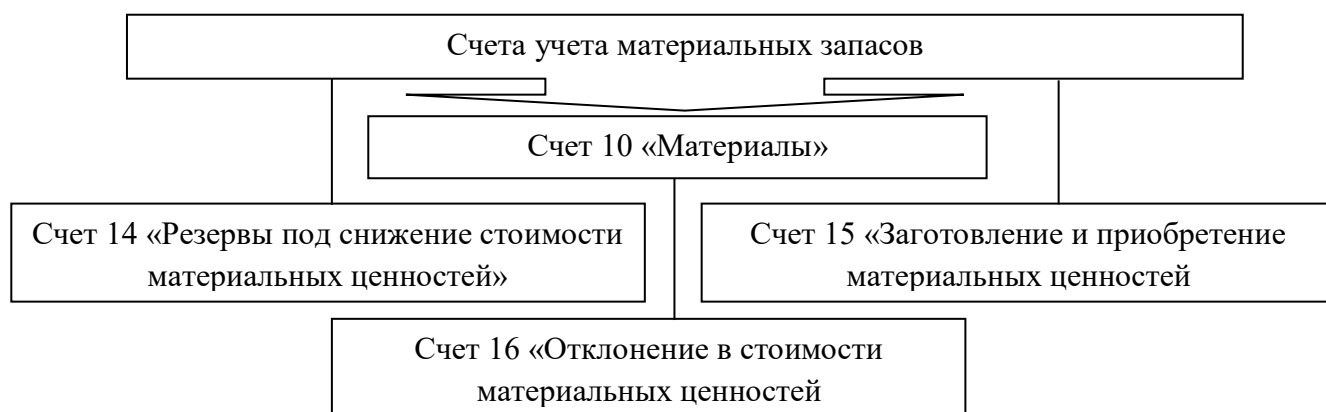 Счета учета материальных запасов
Счет 10 «Материалы»
Счет 14 «Резервы под снижение стоимости
материальных ценностей»
Счет 15 «Заготовление и приобретение
материальных ценностей
Счет 16 «Отклонение в стоимости
материальных ценностей